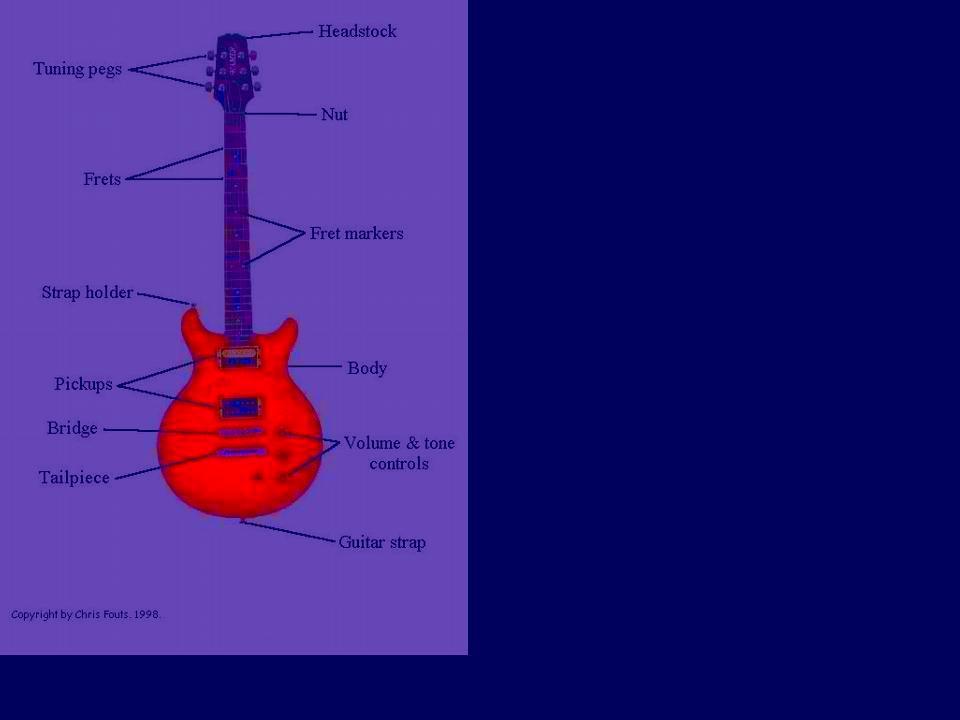 Headstock
Tuning pegs
Nut
Frets
Fret markers
Strap holder
Body
Pickups
Bridge
Volume & tone
controls
Tailpiece
Guitar strap
Copyright by Chris Fouts. 1998.